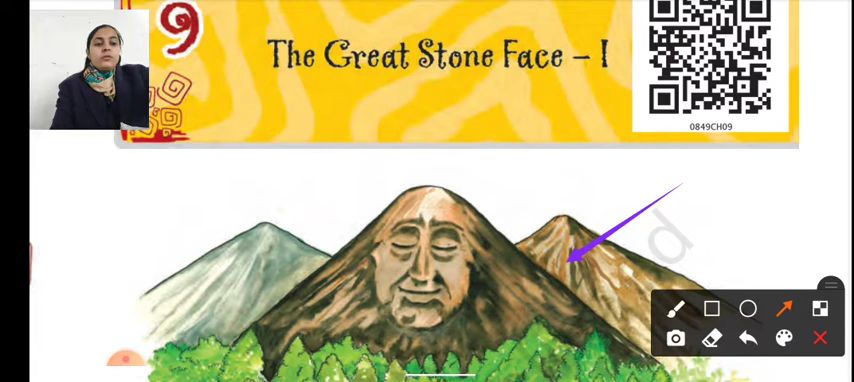 9
The Great Stone Face – I
0849CH09
d